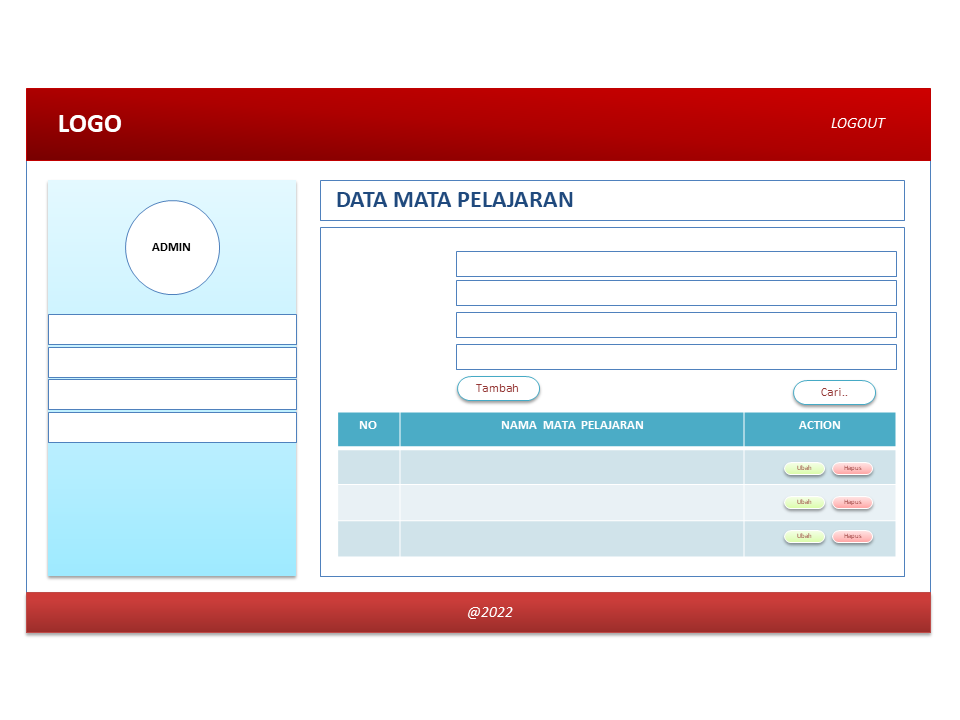 LOGO
LOGOUT
ADMIN
DATA MATA PELAJARAN
Tambah
Cari..
NO NAMA MATA PELAJARAN ACTION
Ubah Hapus
Ubah Hapus
Ubah Hapus
@2022